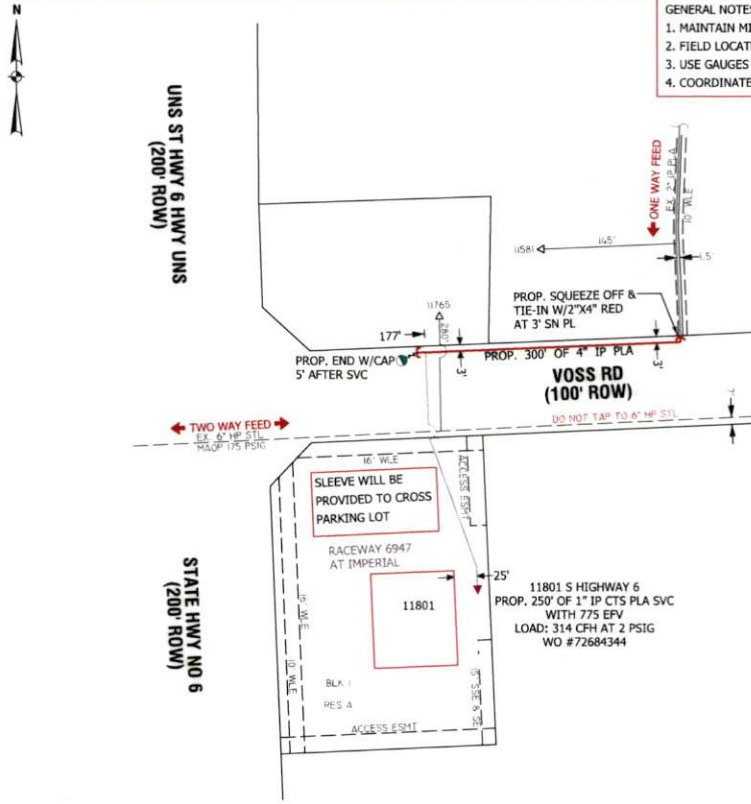 N
GENERAL NOTES
1. MAINTAIN MI
2. FIELD LOCAT
3. USE GAUGES
4. COORDINATE
UNS ST HWY 6 HWY UNS
(200' ROW)
ONE WAY FEED
EX. 2" IP PLA
10' WLE
11581
145'
1.5'
11765
280'
177'
PROP. SQUEEZE OFF &
TIE-IN W/2"X4" RED
AT 3' SN PL
PROP. END W/CAP
5' AFTER SVC
3'
PROP. 300' OF 4" IP PLA
3'
VOSS RD
(100' ROW)
DO NOT TAP TO 6" HP STL
7'
TWO WAY FEED
EX. 6" HP STL
MAOP 175 PSIG
16' WLE
ACCESS ESMT
SLEEVE WILL BE
PROVIDED TO CROSS
PARKING LOT
RACEWAY 6947
AT IMPERIAL
25'
11801
11801 S HIGHWAY 6
PROP. 250' OF 1" IP CTS PLA SVC
WITH 775 EFV
LOAD: 314 CFH AT 2 PSIG
WO #72684344
STATE HWY NO 6
(200' ROW)
10' WLE
BLK 1
RES A
15' SSE & SE
ACCESS ESMT